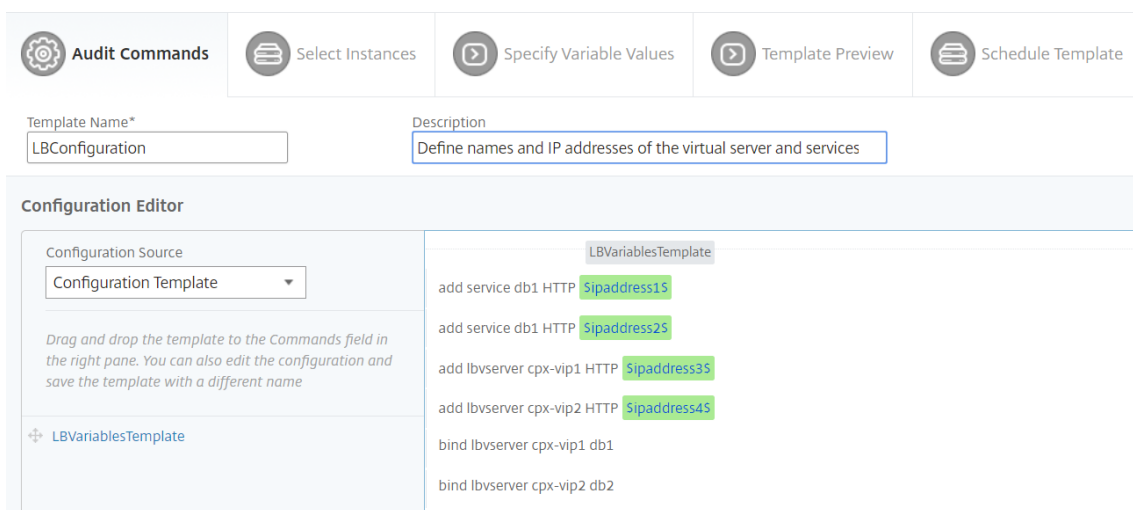 Audit Commands
Select Instances
Specify Variable Values
Template Preview
Schedule Template
Template Name*
LBConfiguration
Description
Define names and IP addresses of the virtual server and services
Configuration Editor
Configuration Source
Configuration Template
Drag and drop the template to the Commands field in
the right pane. You can also edit the configuration and
save the template with a different name
LBVariablesTemplate
LBVariablesTemplate
add service db1 HTTP $ipaddress1$
add service db1 HTTP $ipaddress2$
add lbvserver cpx-vip1 HTTP $ipaddress3$
add lbvserver cpx-vip2 HTTP $ipaddress4$
bind lbvserver cpx-vip1 db1
bind lbvserver cpx-vip2 db2